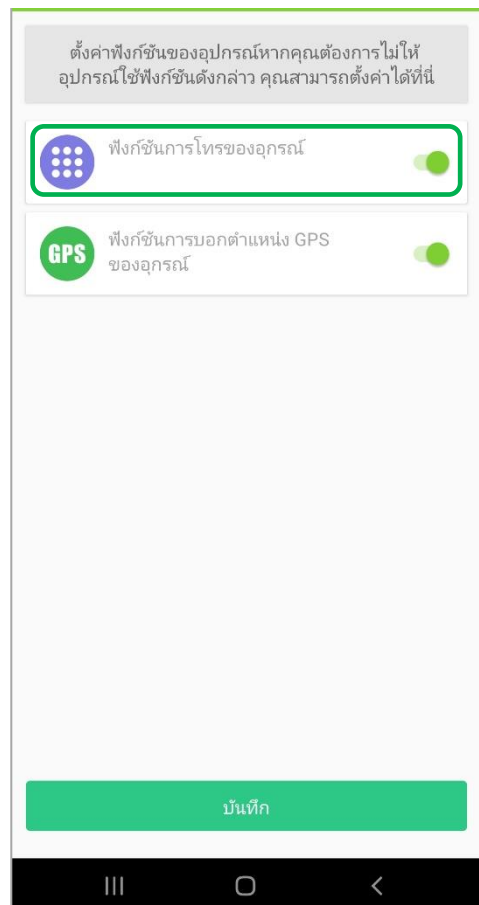 ตั้งค่าฟังก์ชันของอุปกรณ์หากคุณต้องการไม่ให้
อุปกรณ์ใช้ฟังก์ชันดังกล่าว คุณสามารถตั้งค่าได้ที่นี่
ฟังก์ชันการโทรของอุกรณ์
GPS
ฟังก์ชันการบอกตำแหน่ง GPS
ของอุกรณ์
บันทึก